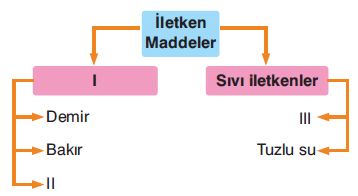 İletken
Maddeler
I
Sıvı iletkenler
Demir
III
Bakır
Tuzlu su
II